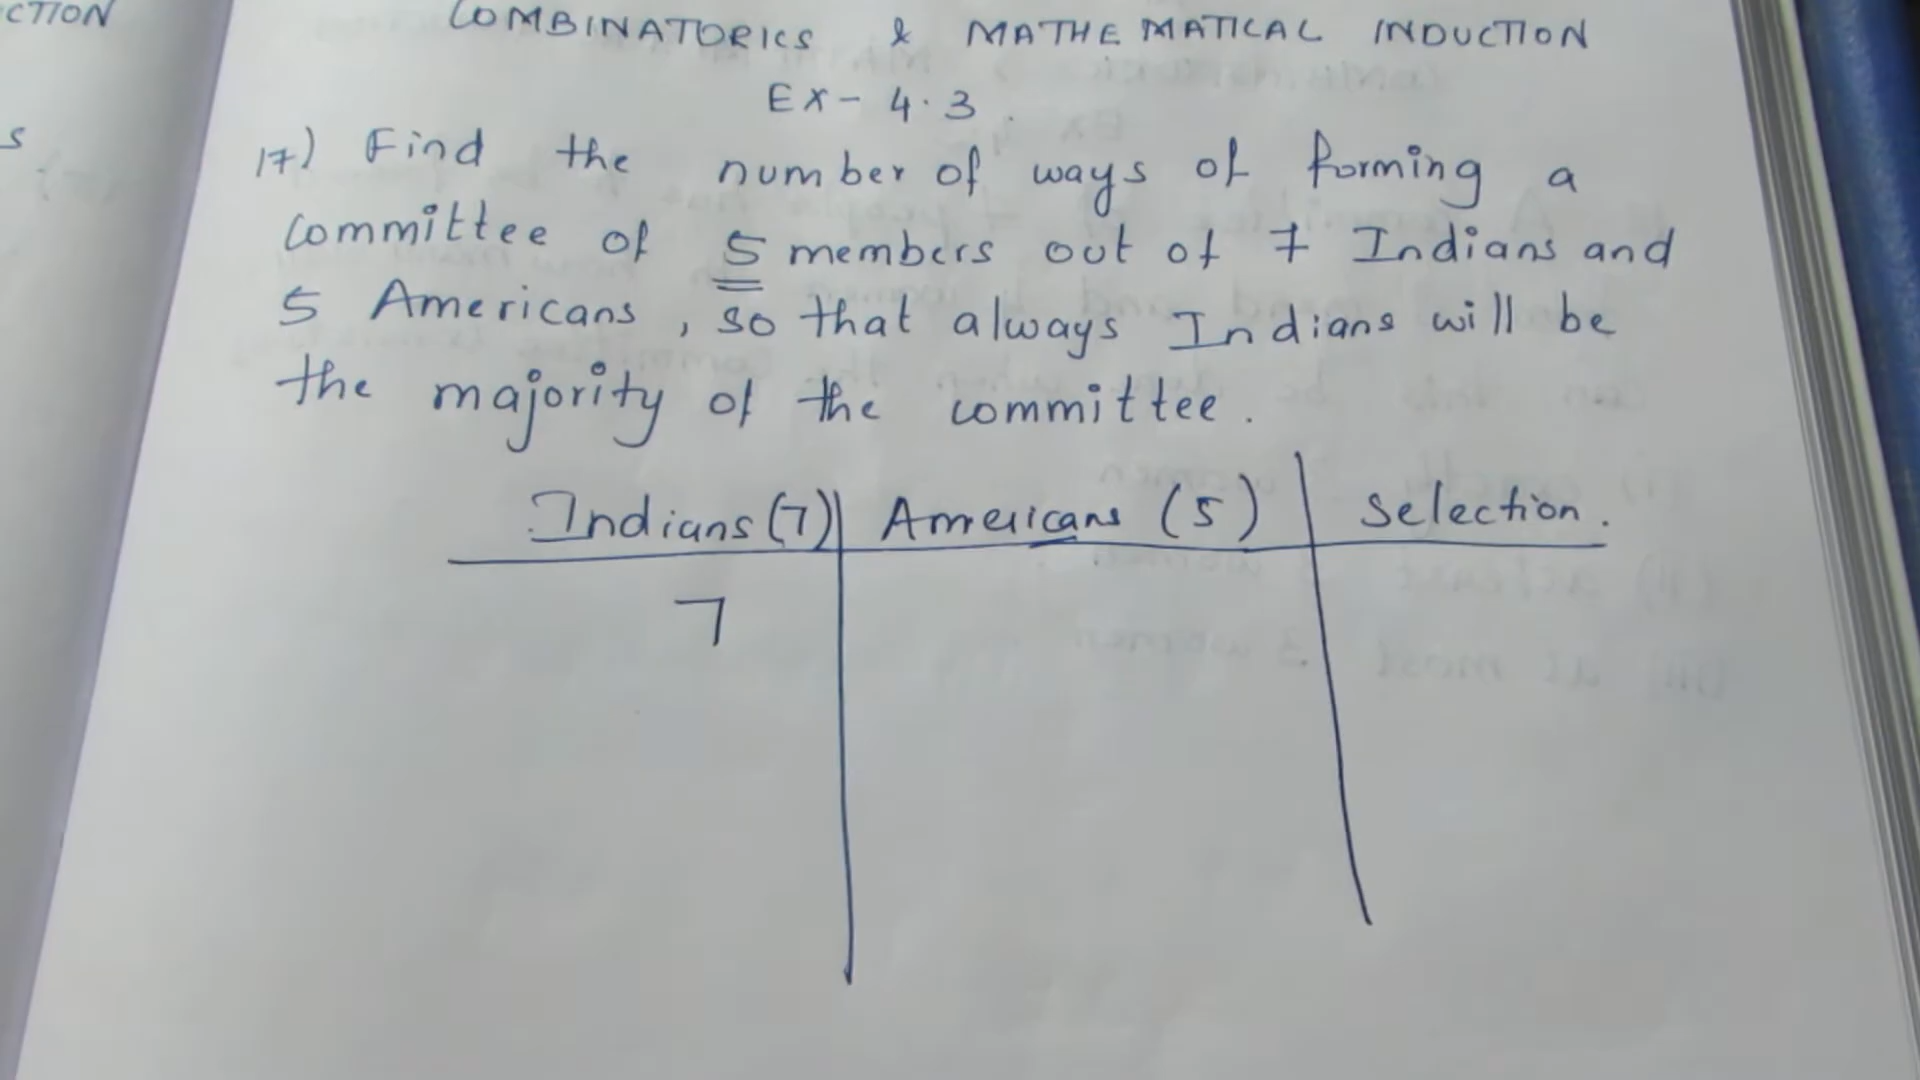 CTION
S
COMBINATORICS & MATHEMATICAL INDUCTION
EX - 4.3.
17) Find the number of ways of forming a
committee of 5 members out of 7 Indians and
5 Americans, so that always Indians will be
the majority of the committee.
Indians (7) Americans (5) Selection.
7